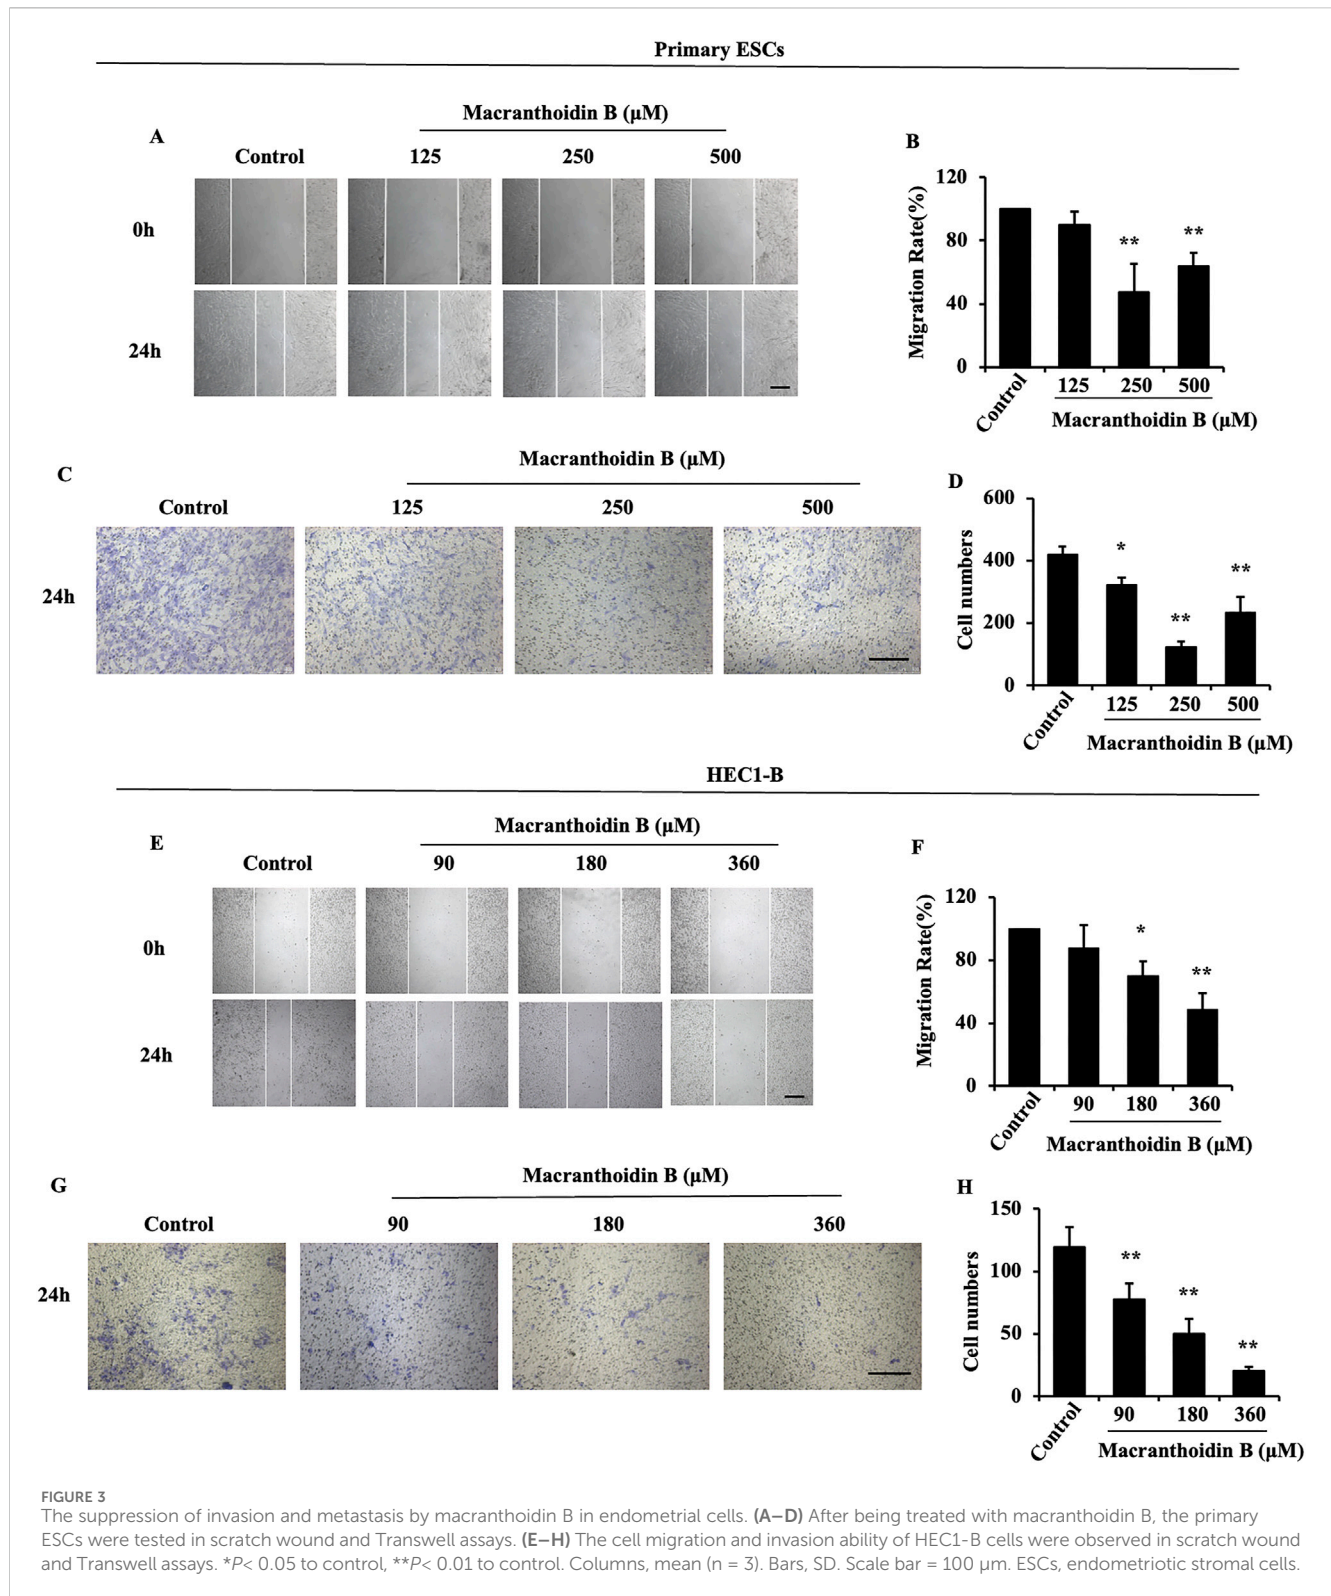 Primary ESCs
Macranthoidin B (μM)
A
Control
125
250
500
0h
24h
B
Migration Rate(%)
120
80
40
0
**
**
Control
125
250
500
Macranthoidin B (μM)
C
Macranthoidin B (μM)
Control
125
250
500
24h
D
Cell numbers
600
400
200
0
*
**
**
Control
125
250
500
Macranthoidin B (μM)
HEC1-B
E
Macranthoidin B (μM)
Control
90
180
360
0h
24h
F
Migration Rate(%)
120
80
40
0
*
**
Control
90
180
360
Macranthoidin B (μM)
G
Macranthoidin B (μM)
Control
90
180
360
24h
H
Cell numbers
150
100
50
0
**
**
**
Control
90
180
360
Macranthoidin B (μM)
FIGURE 3
The suppression of invasion and metastasis by macranthoidin B in endometrial cells. (A–D) After being treated with macranthoidin B, the primary
ESCs were tested in scratch wound and Transwell assays. (E–H) The cell migration and invasion ability of HEC1-B cells were observed in scratch wound
and Transwell assays. *P< 0.05 to control, **P< 0.01 to control. Columns, mean (n = 3). Bars, SD. Scale bar = 100 μm. ESCs, endometriotic stromal cells.